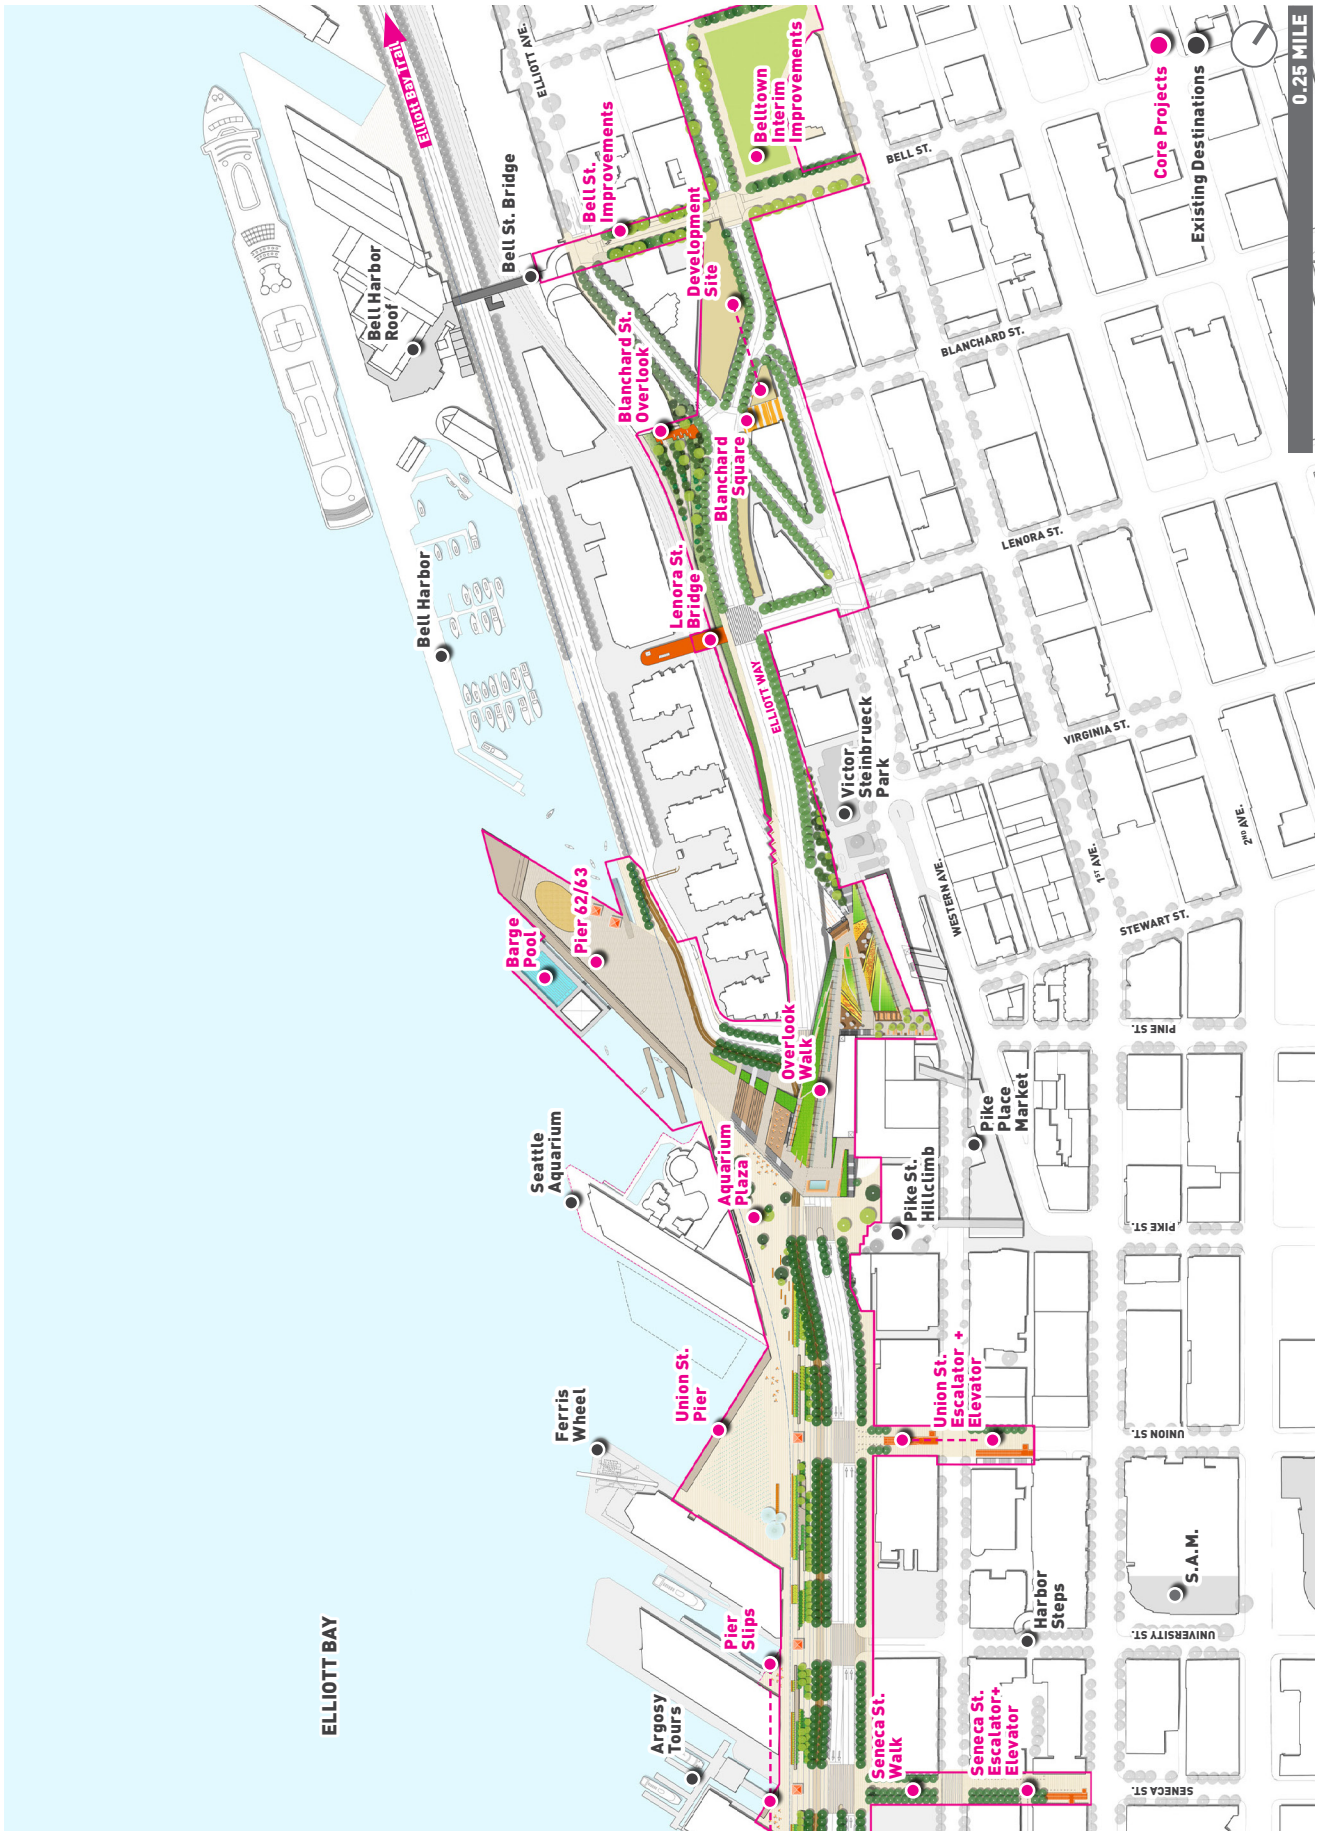 Elliott Bay Trail
ELLIOTT AVE.
Bell St. Bridge
Bell St.
Improvements
Belltown
Interim
Improvements
BELL ST.
Core Projects
Existing Destinations
0.25 MILE
Bell Harbor
Roof
Development
Site
Blanchard St.
Overlook
BLANCHARD ST.
Blanchard
Square
Bell Harbor
Lenora St.
Bridge
LENORA ST.
ELLIOTT WAY
VIRGINIA ST.
Victor
Steinbrueck
Park
WESTERN AVE.
1ST AVE.
2ND AVE.
STEWART ST.
Barge
Pool
Pier 62/63
PINE ST.
Overlook
Walk
Pike
Place
Market
Seattle
Aquarium
Aquarium
Plaza
Pike St.
Hillclimb
PIKE ST.
Union St.
Pier
Union St.
Escalator +
Elevator
Ferris
Wheel
UNION ST.
S.A.M.
Harbor
Steps
UNIVERSITY ST.
ELLIOTT BAY
Pier
Slips
Argosy
Tours
Seneca St.
Walk
Seneca St.
Escalator+
Elevator
SENECA ST.